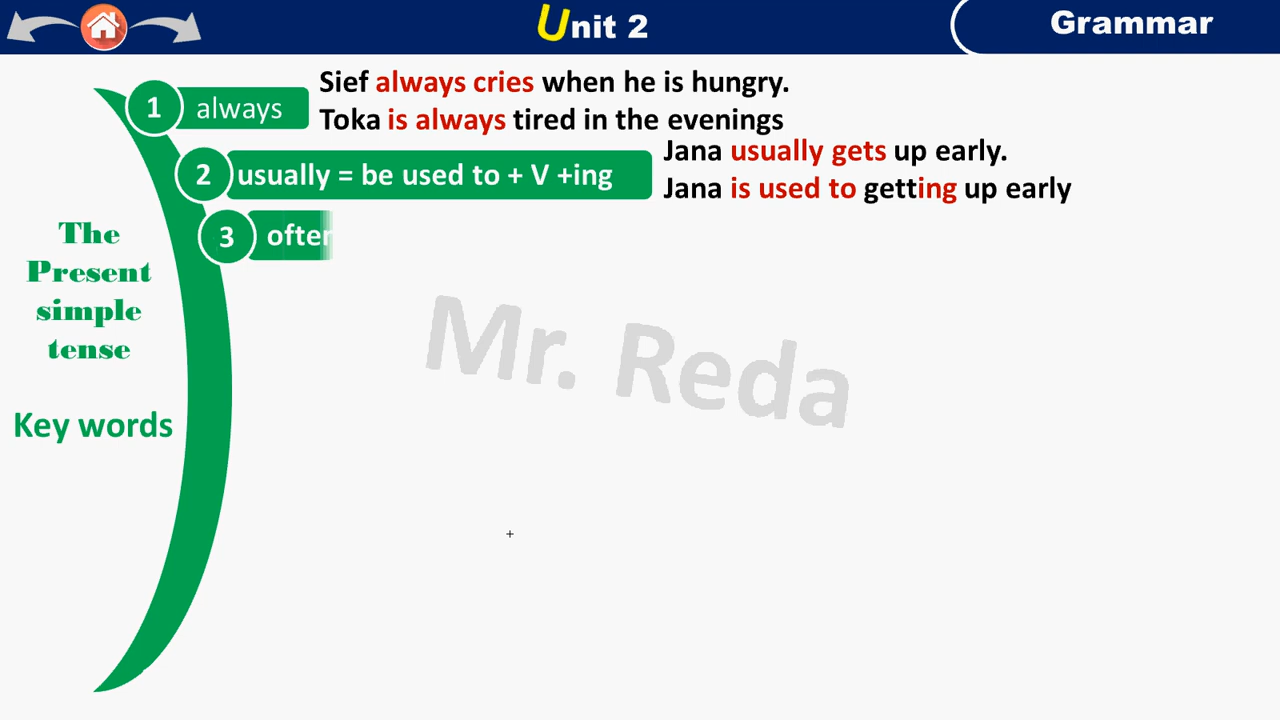 Unit 2
Grammar
1 always
Sief always cries when he is hungry.
Toka is always tired in the evenings
2 usually = be used to + V +ing
Jana usually gets up early.
Jana is used to getting up early
3
The
Present
simple
tense
Key words
Mr. Reda